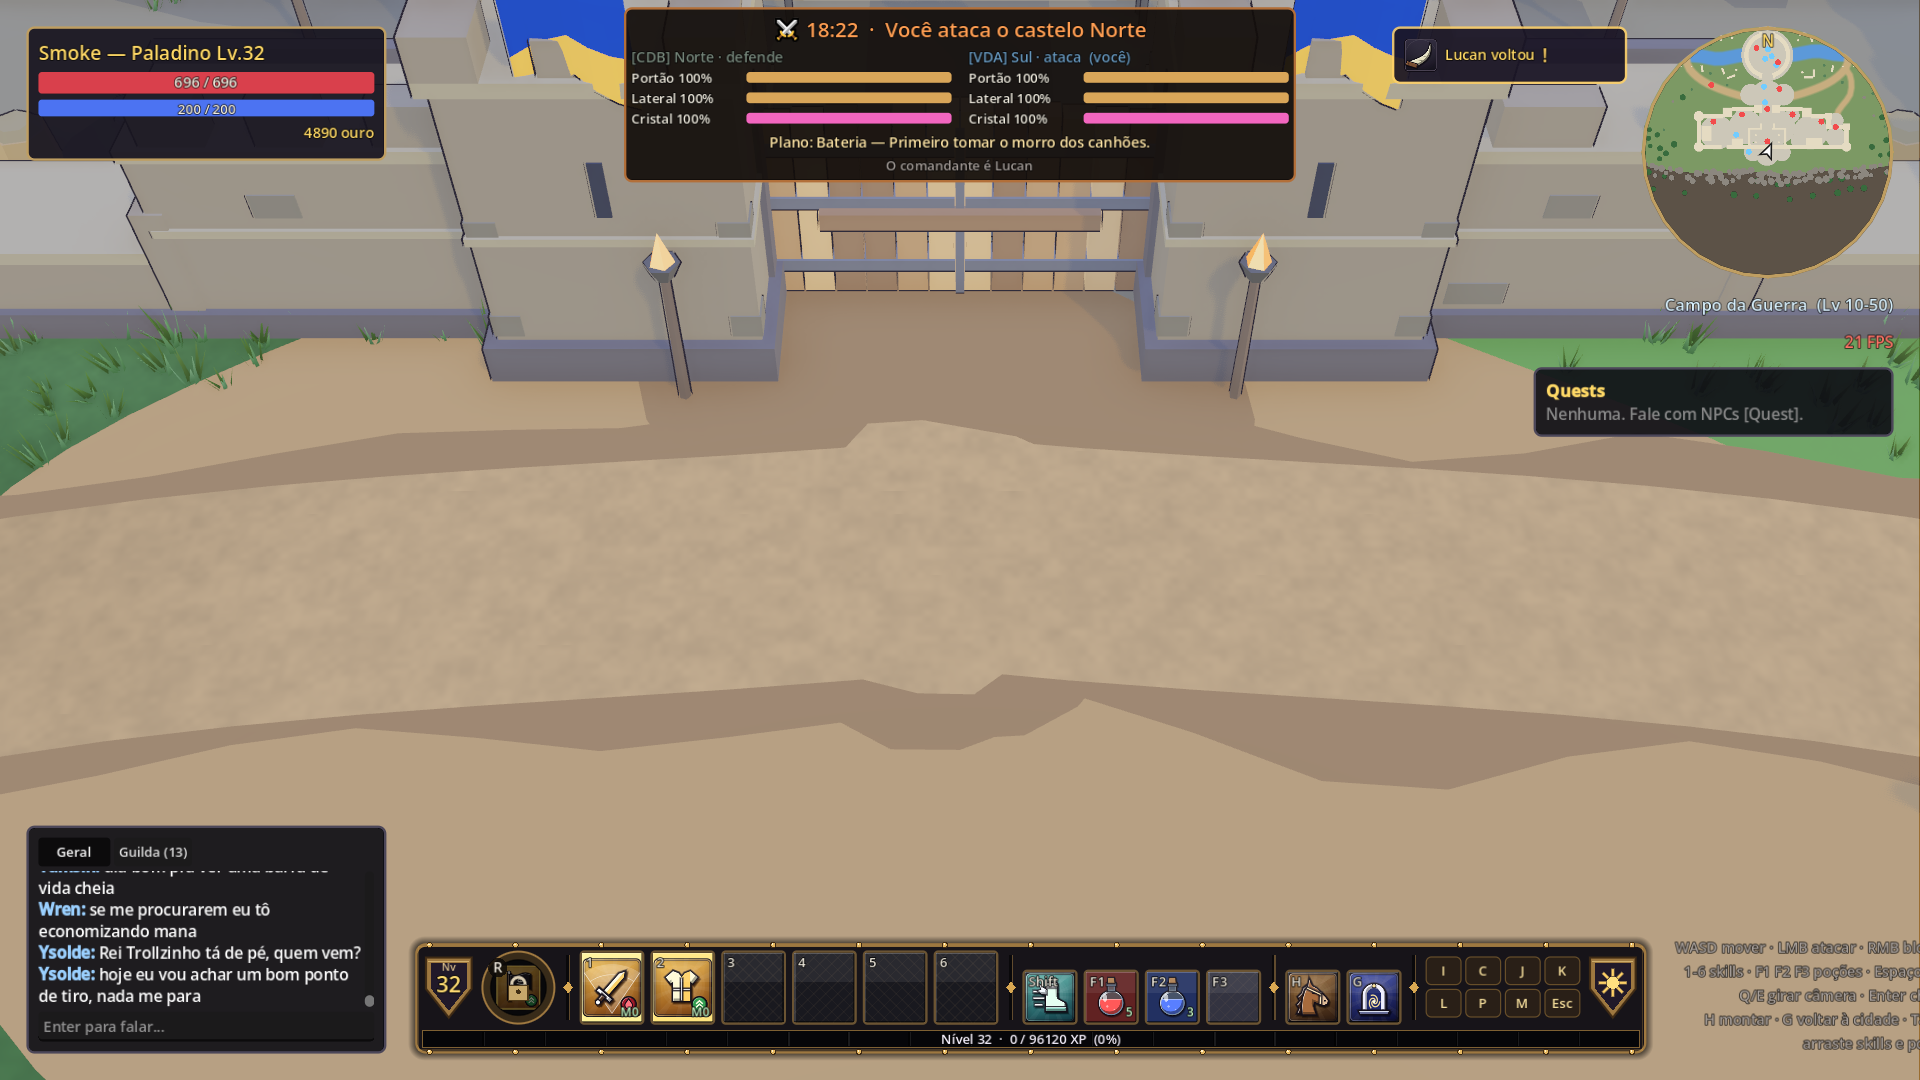 Smoke — Paladino Lv.32
696 / 696
200 / 200
4890 ouro
18:22 · Você ataca o castelo Norte
[CDB] Norte · defende
[VDA] Sul · ataca (você)
Portão 100%
Portão 100%
Lateral 100%
Lateral 100%
Cristal 100%
Cristal 100%
Plano: Bateria — Primeiro tomar o morro dos canhões.
O comandante é Lucan
Lucan voltou !
N
Campo da Guerra (Lv 10-50)
21 FPS
Quests
Nenhuma. Fale com NPCs [Quest].
Geral
Guilda (13)
vida cheia
Wren: se me procurarem eu tô
economizando mana
Ysolde: Rei Trollzinho tá de pé, quem vem?
Ysolde: hoje eu vou achar um bom ponto
de tiro, nada me para
Enter para falar...
Nv
32
R
1
M0
2
M0
3
4
5
6
Shift
F1
5
F2
3
F3
H
G
I
C
J
K
L
P
M
Esc
Nível 32 · 0 / 96120 XP (0%)
WASD mover · LMB atacar · RMB
1-6 skills · F1 F2 F3 poções ·
Q/E girar câmera · Enter
H montar · G voltar à cidade ·
arraste skills e